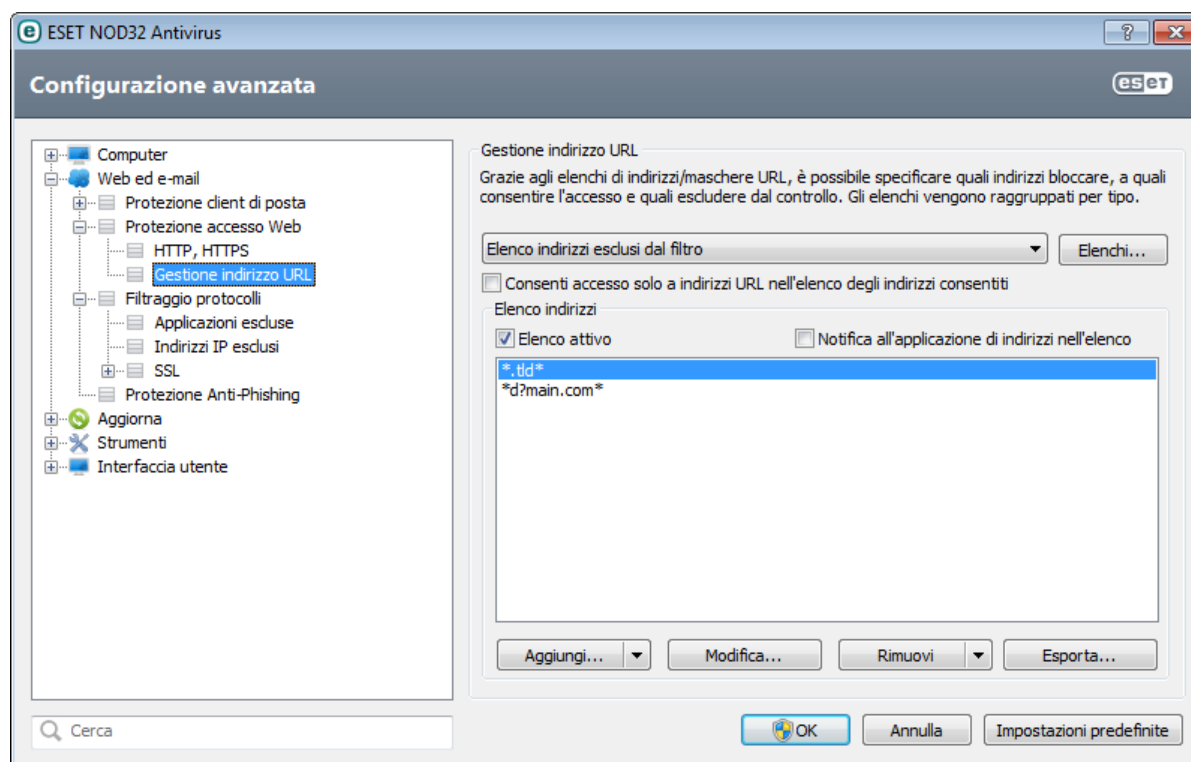 ESET NOD32 Antivirus
Configurazione avanzata
eseT
Computer
Web ed e-mail
Protezione client di posta
Protezione accesso Web
HTTP, HTTPS
Gestione indirizzo URL
Filtraggio protocolli
Applicazioni escluse
Indirizzi IP esclusi
SSL
Protezione Anti-Phishing
Aggiorna
Strumenti
Interfaccia utente
Cerca
Gestione indirizzo URL
Grazie agli elenchi di indirizzi/maschere URL, è possibile specificare quali indirizzi bloccare, a quali
consentire l'accesso e quali escludere dal controllo. Gli elenchi vengono raggruppati per tipo.
Elenco indirizzi esclusi dal filtro
Elenchi...
Consenti accesso solo a indirizzi URL nell'elenco degli indirizzi consentiti
Elenco indirizzi
Elenco attivo
Notifica all'applicazione di indirizzi nell'elenco
*.tld*
*d?main.com*
Aggiungi...
Modifica...
Rimuovi
Esporta...
OK
Annulla
Impostazioni predefinite